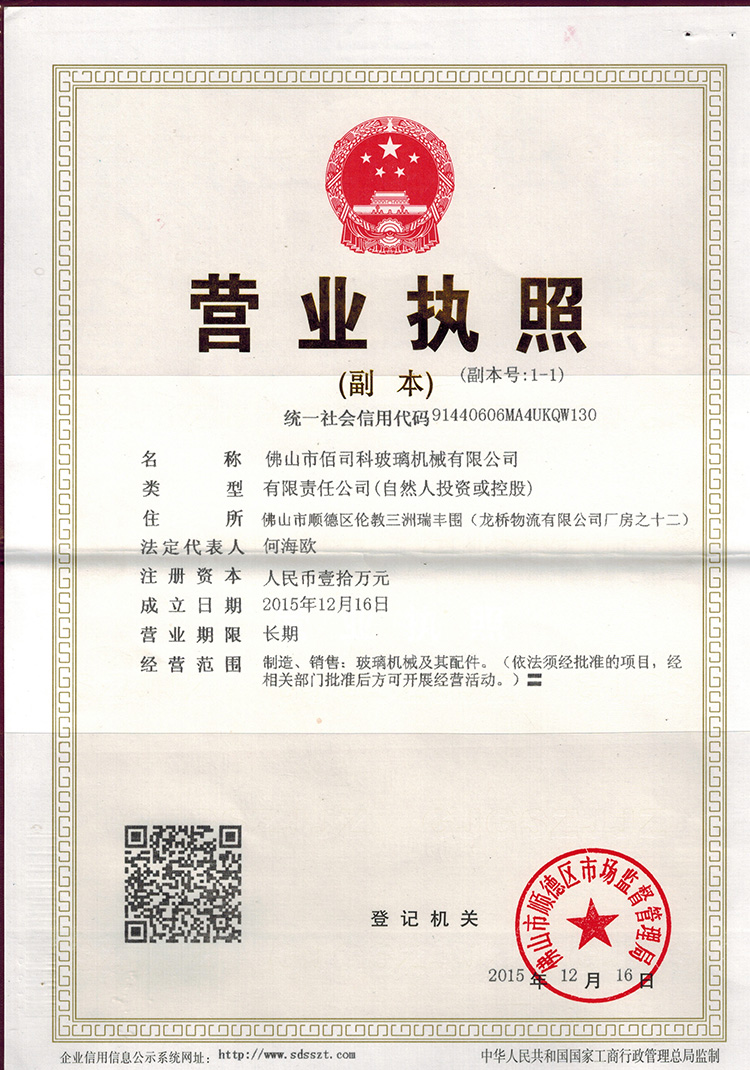 营业执照
(副 本) (副本号:1-1)
统一社会信用代码91440606MA4UKQW130
名 称 佛山市佰司科玻璃机械有限公司
类 型 有限责任公司(自然人投资或控股)
住 所 佛山市顺德区伦教三洲瑞丰围（龙桥物流有限公司厂房之十二）
法定代表人 何海欧
注册资本 人民币壹拾万元
成立日期 2015年12月16日
营业期限 长期
经营范围 制造、销售：玻璃机械及其配件。（依法须经批准的项目，经
相关部门批准后方可开展经营活动。）〓
佛山市顺德区市场监督管理局
登记机关
2015 年 12 月 16 日
企业信用信息公示系统网址：http://www.sdsszt.com
中华人民共和国国家工商行政管理总局监制